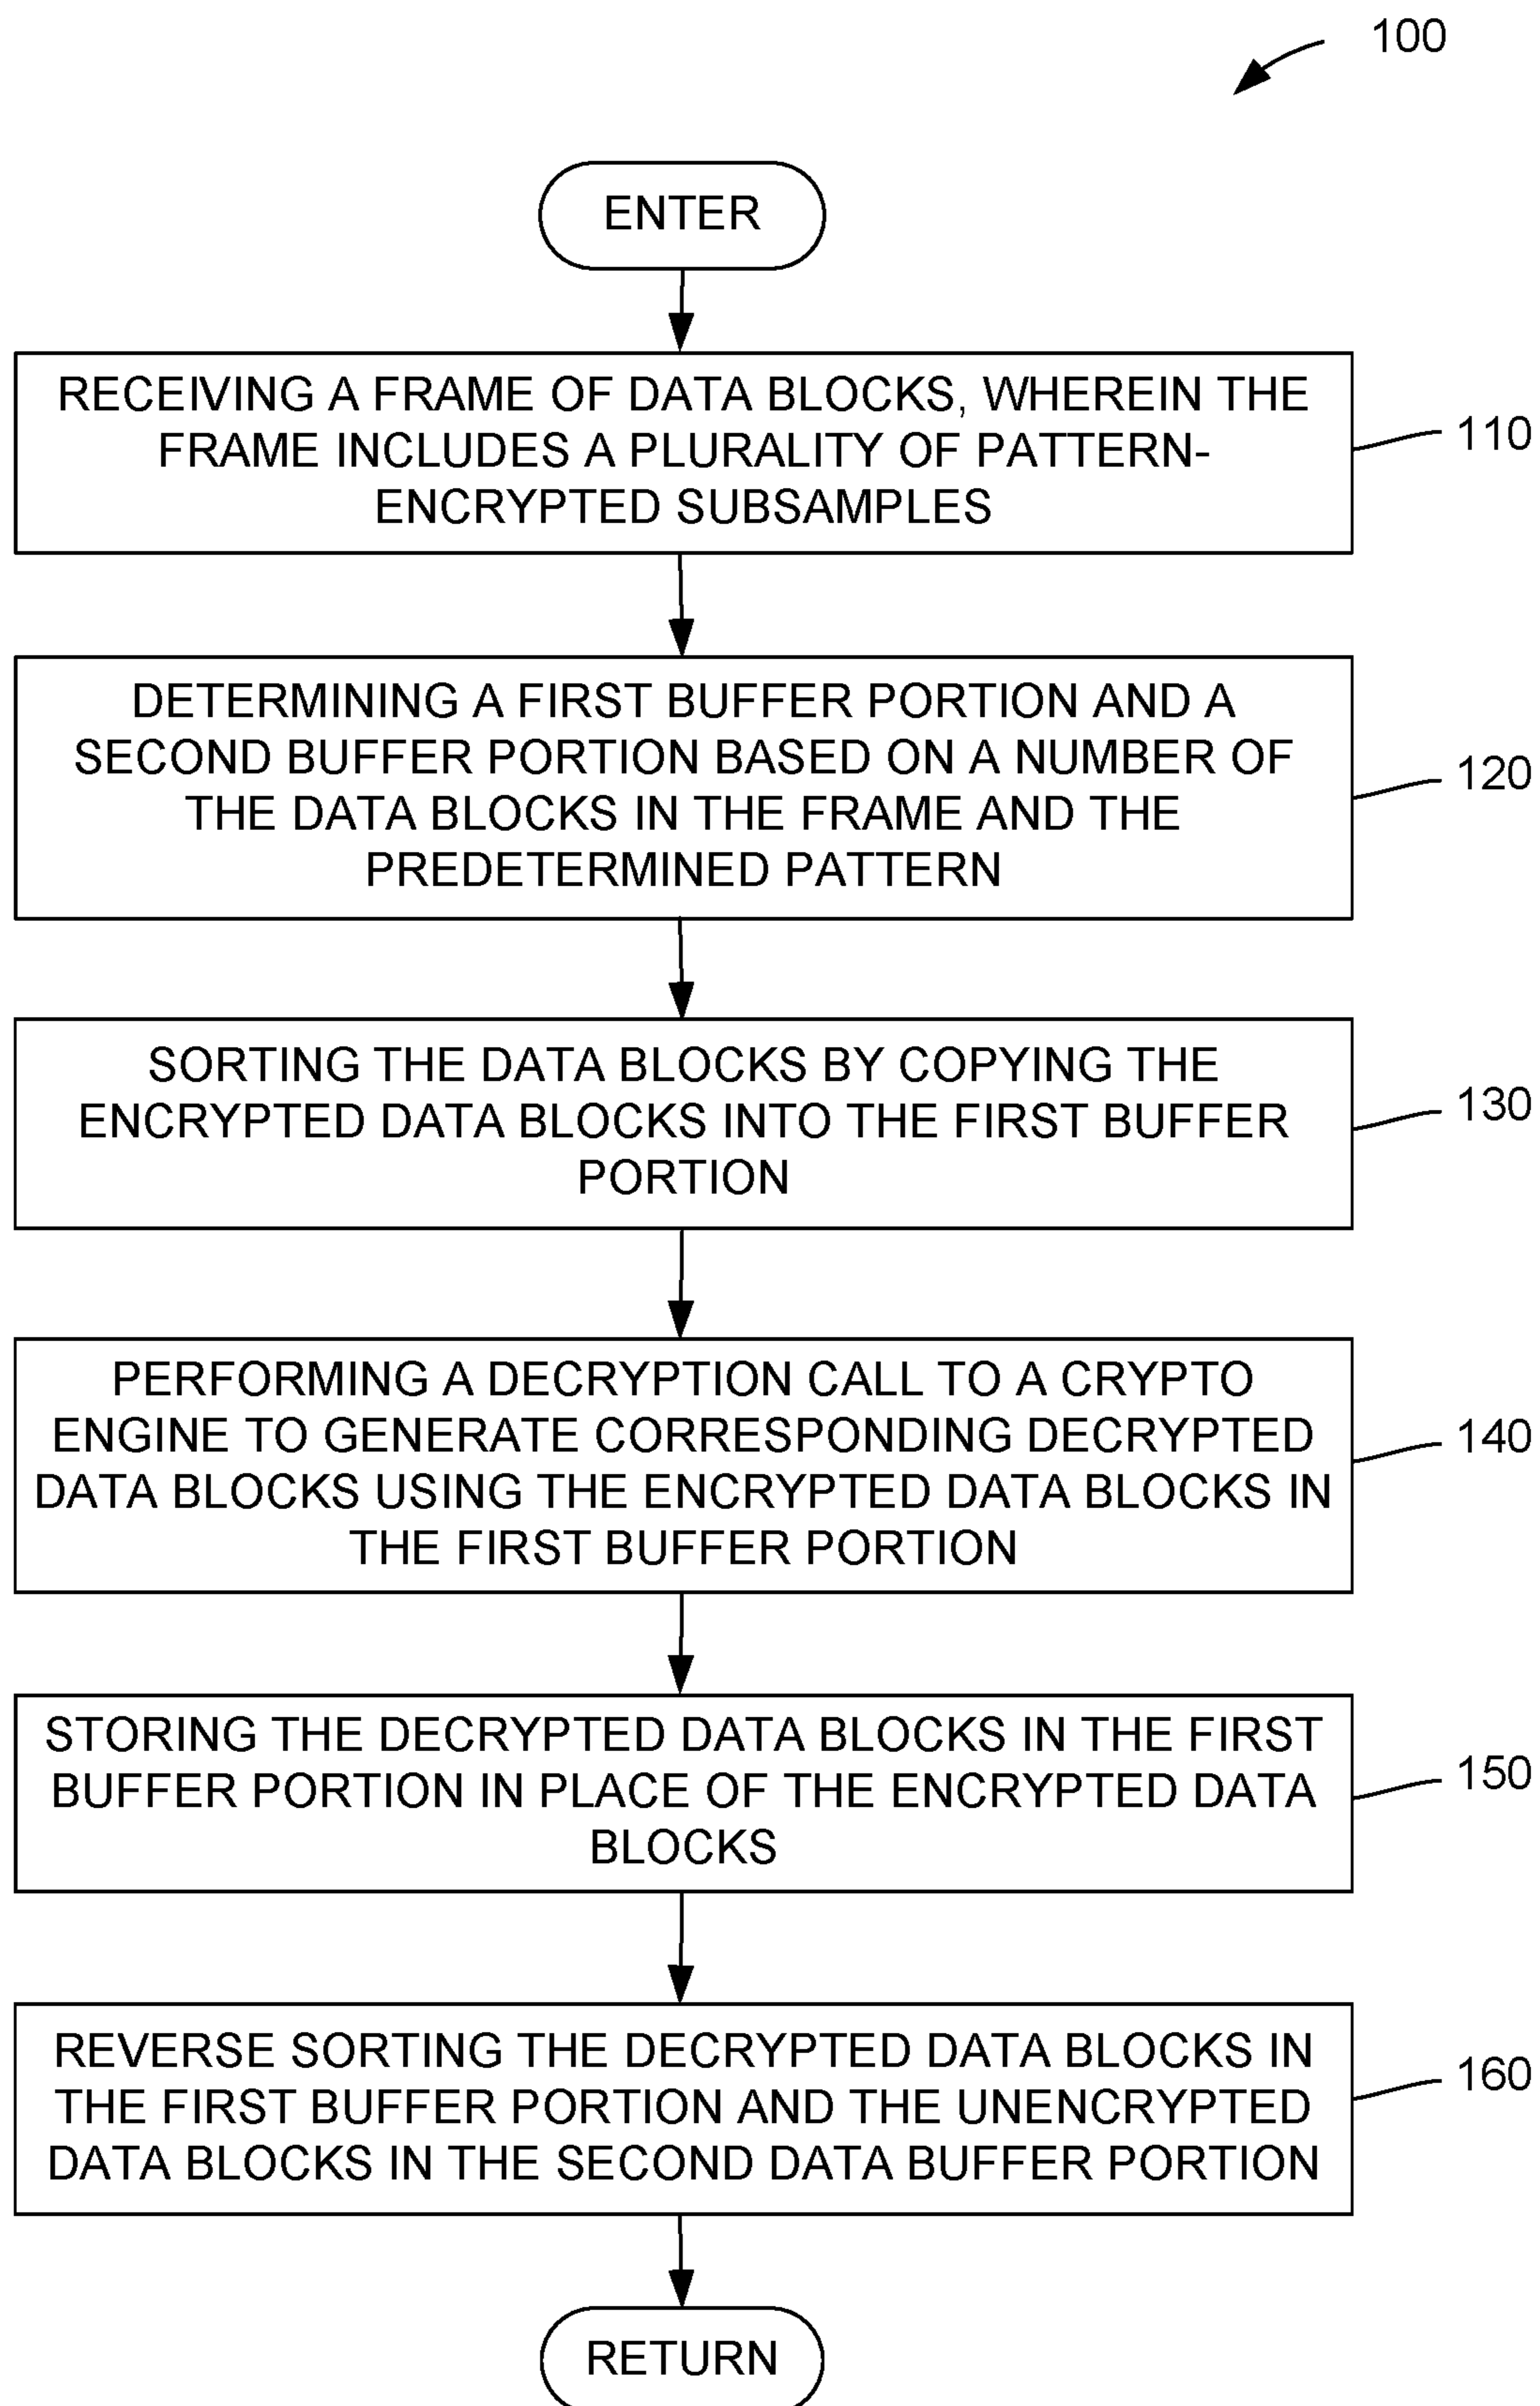 100
ENTER
RECEIVING A FRAME OF DATA BLOCKS, WHEREIN THE
FRAME INCLUDES A PLURALITY OF PATTERN-
ENCRYPTED SUBSAMPLES
110
DETERMINING A FIRST BUFFER PORTION AND A
SECOND BUFFER PORTION BASED ON A NUMBER OF
THE DATA BLOCKS IN THE FRAME AND THE
PREDETERMINED PATTERN
120
SORTING THE DATA BLOCKS BY COPYING THE
ENCRYPTED DATA BLOCKS INTO THE FIRST BUFFER
PORTION
130
PERFORMING A DECRYPTION CALL TO A CRYPTO
ENGINE TO GENERATE CORRESPONDING DECRYPTED
DATA BLOCKS USING THE ENCRYPTED DATA BLOCKS IN
THE FIRST BUFFER PORTION
140
STORING THE DECRYPTED DATA BLOCKS IN THE FIRST
BUFFER PORTION IN PLACE OF THE ENCRYPTED DATA
BLOCKS
150
REVERSE SORTING THE DECRYPTED DATA BLOCKS IN
THE FIRST BUFFER PORTION AND THE UNENCRYPTED
DATA BLOCKS IN THE SECOND DATA BUFFER PORTION
160
RETURN